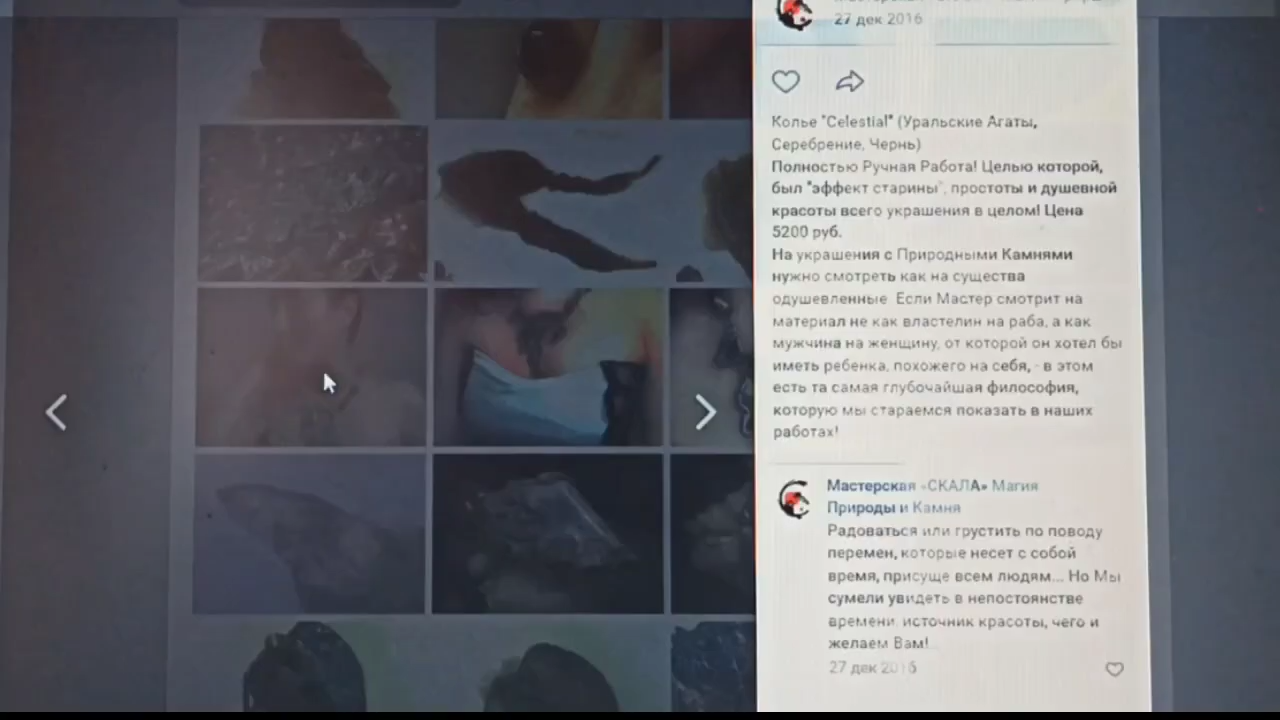 27 дек 2016
Колье "Celestial" (Уральские Агаты,
Серебрение, Чернь)
Полностью Ручная Работа! Целью которой,
был "эффект старины", простоты и душевной
красоты всего украшения в целом! Цена
5200 руб.
На украшения с Природными Камнями
нужно смотреть как на существа
одушевленные. Если Мастер смотрит на
материал не как властелин на раба, а как
мужчина на женщину, от которой он хотел бы
иметь ребенка, похожего на себя, - в этом
есть та самая глубочайшая философия,
которую мы стараемся показать в наших
работах!
Мастерская «СКАЛА» Магия
Природы и Камня
Радоваться или грустить по поводу
перемен, которые несет с собой
время, присуще всем людям... Но Мы
сумели увидеть в непостоянстве
времени источник красоты, чего и
желаем Вам!
27 дек 2016